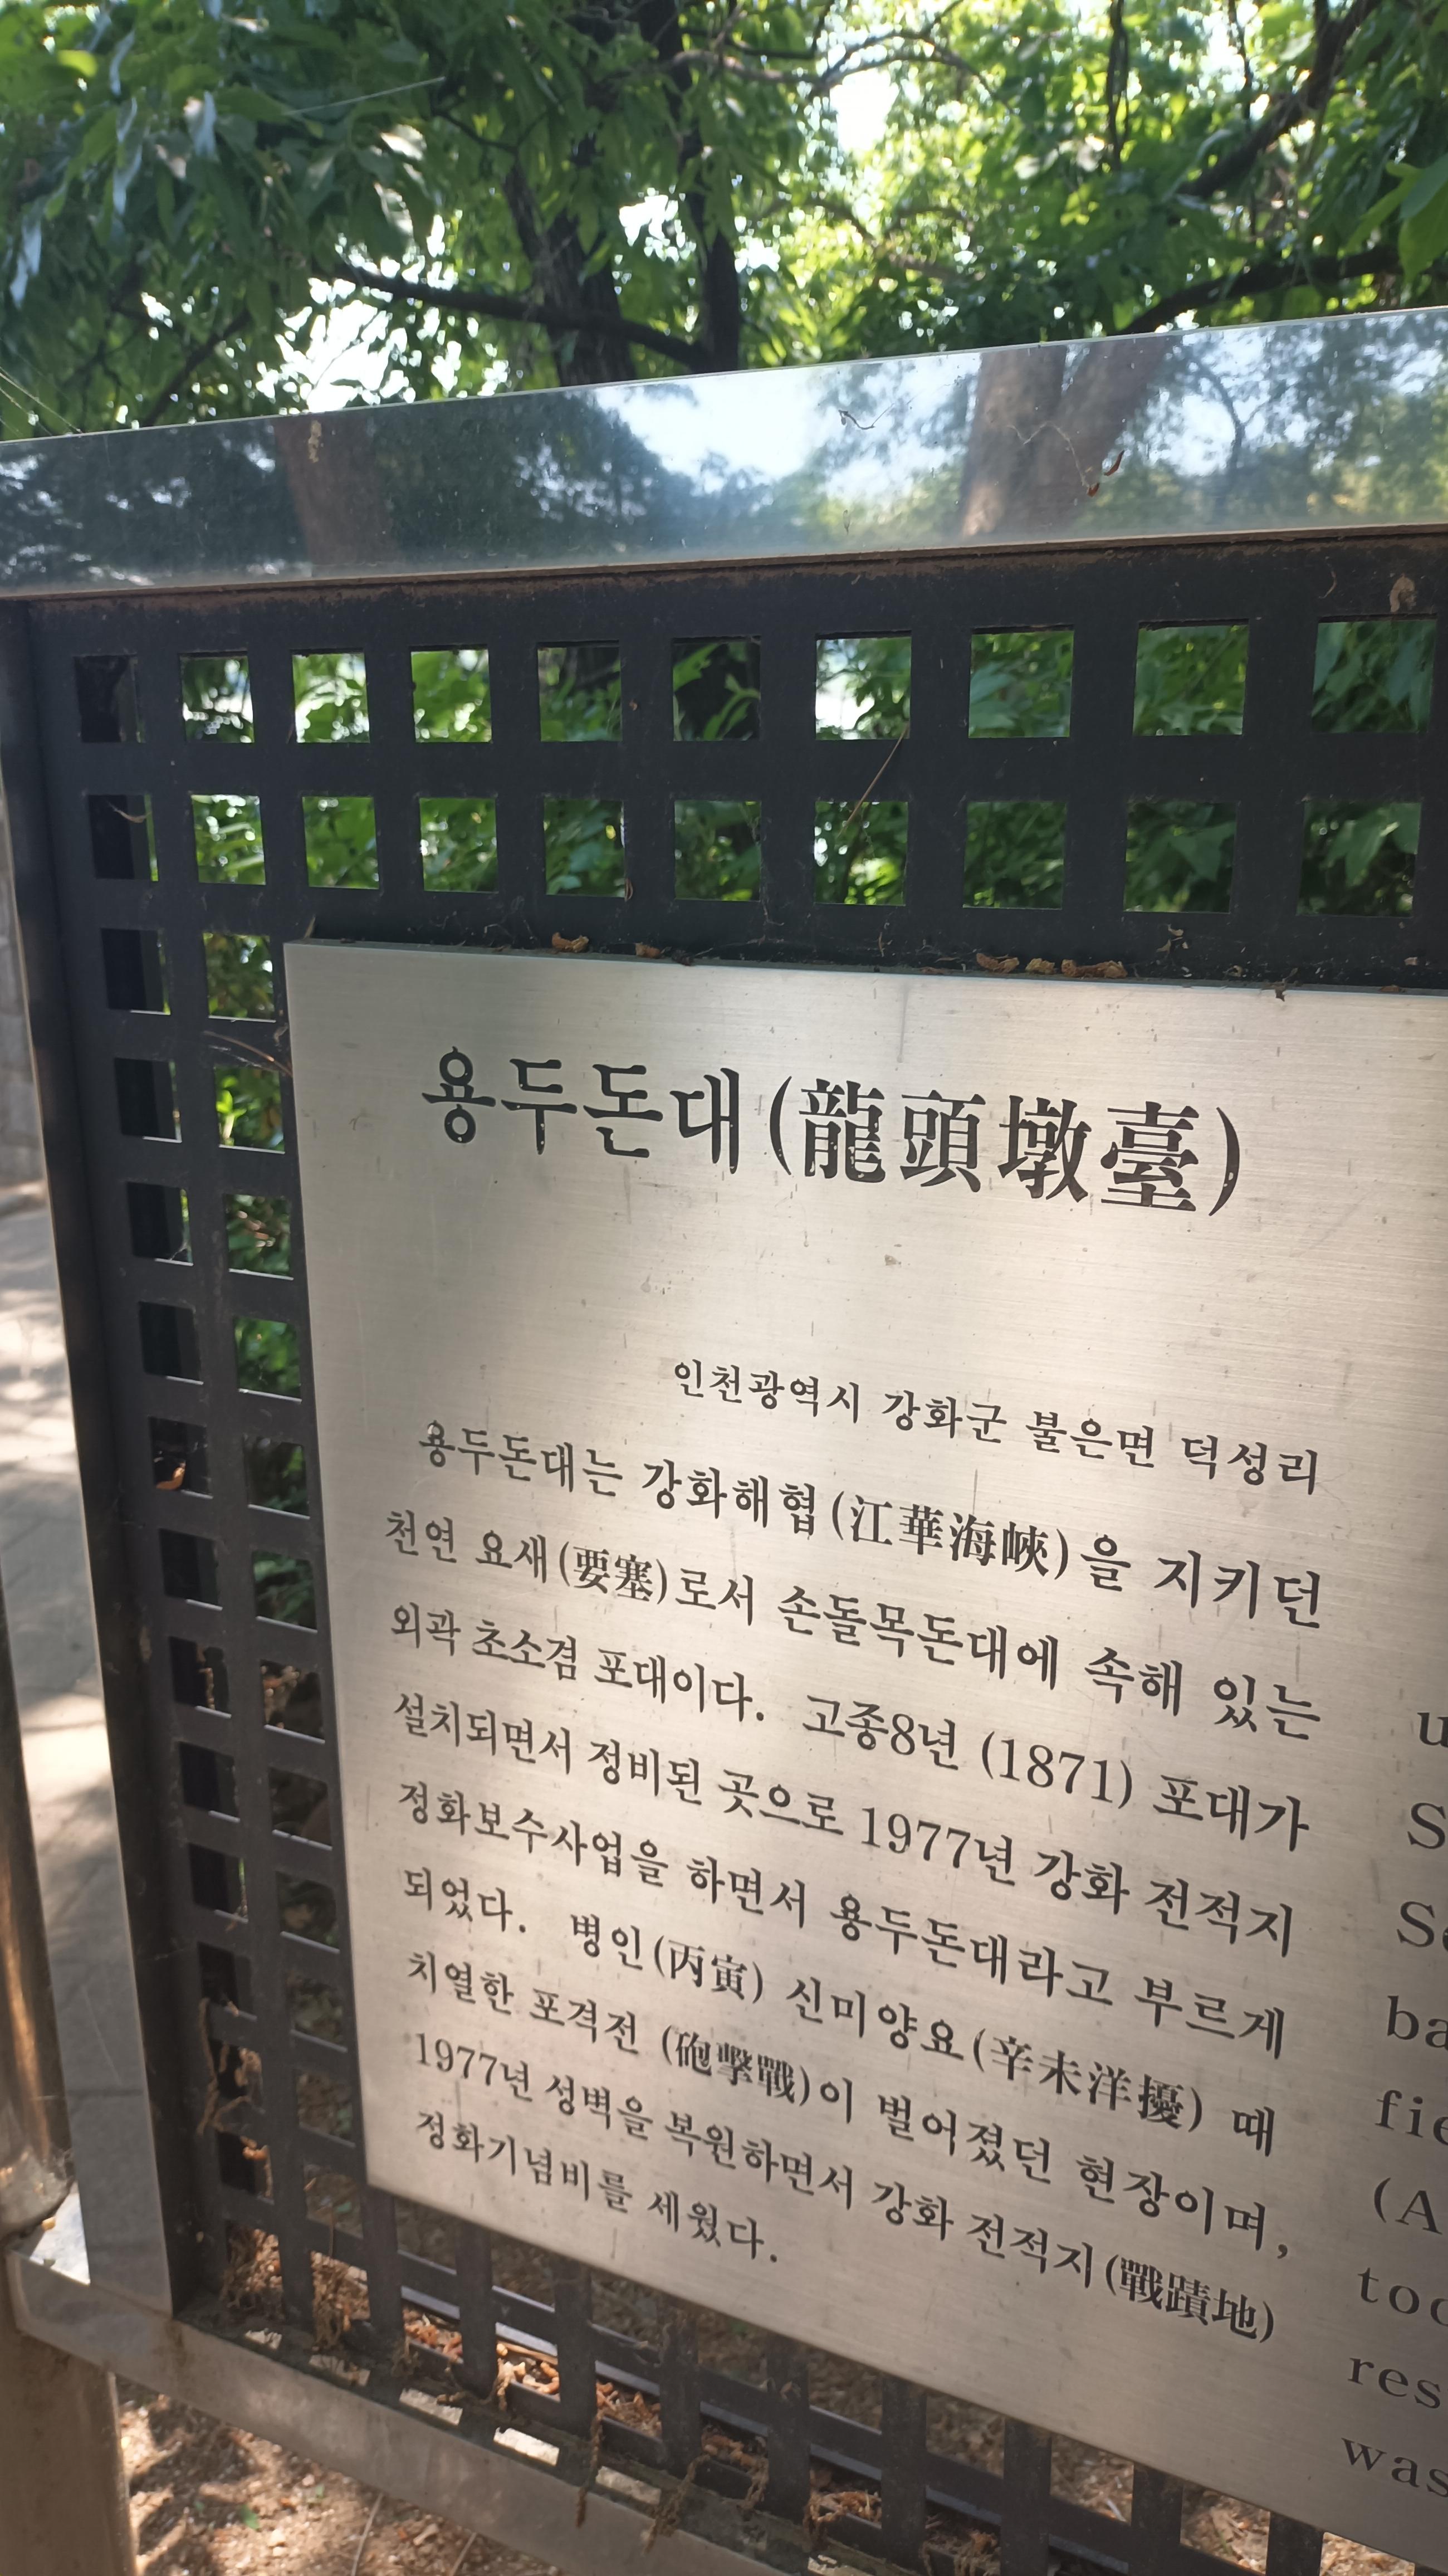 용두돈대(龍頭墩臺)
인천광역시 강화군 불은면 덕성리
용두돈대는 강화해협(江華海峽)을 지키던
천연 요새(要塞)로서 손돌목돈대에 속해 있는
외곽 초소겸 포대이다. 고종8년 (1871) 포대가
설치되면서 정비된 곳으로 1977년 강화 전적지
정화보수사업을 하면서 용두돈대라고 부르게
되었다. 병인(丙寅) 신미양요(辛未洋擾) 때
치열한 포격전 (砲擊戰)이 벌어졌던 현장이며,
1977년 성벽을 복원하면서 강화 전적지(戰蹟地)
정화기념비를 세웠다.